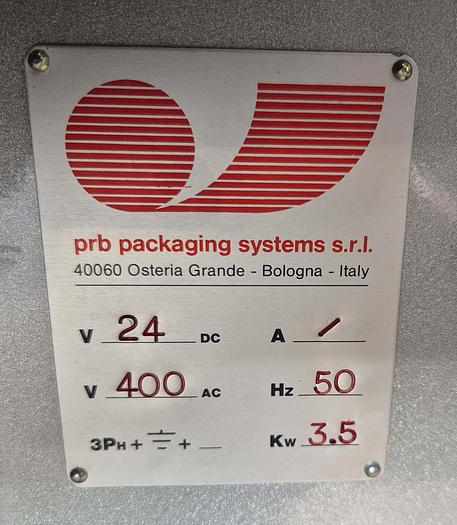 prb packaging systems s.r.l.
40060 Osteria Grande - Bologna - Italy
V 24 DC A /
V 400 AC Hz 50
3PH + ⏚ + __ Kw 3.5